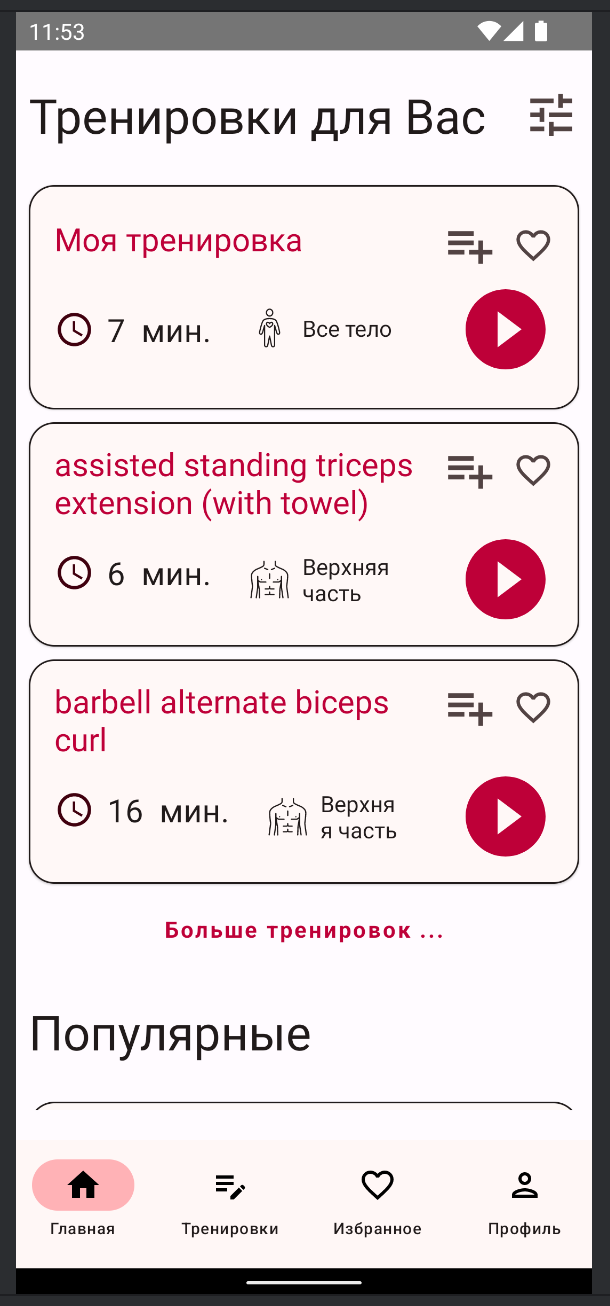 11:53
Тренировки для Вас
Моя тренировка
7 мин.
Все тело
assisted standing triceps
extension (with towel)
6 мин.
Верхняя
часть
barbell alternate biceps
curl
16 мин.
Верхня
я часть
Больше тренировок ...
Популярные
Главная
Тренировки
Избранное
Профиль